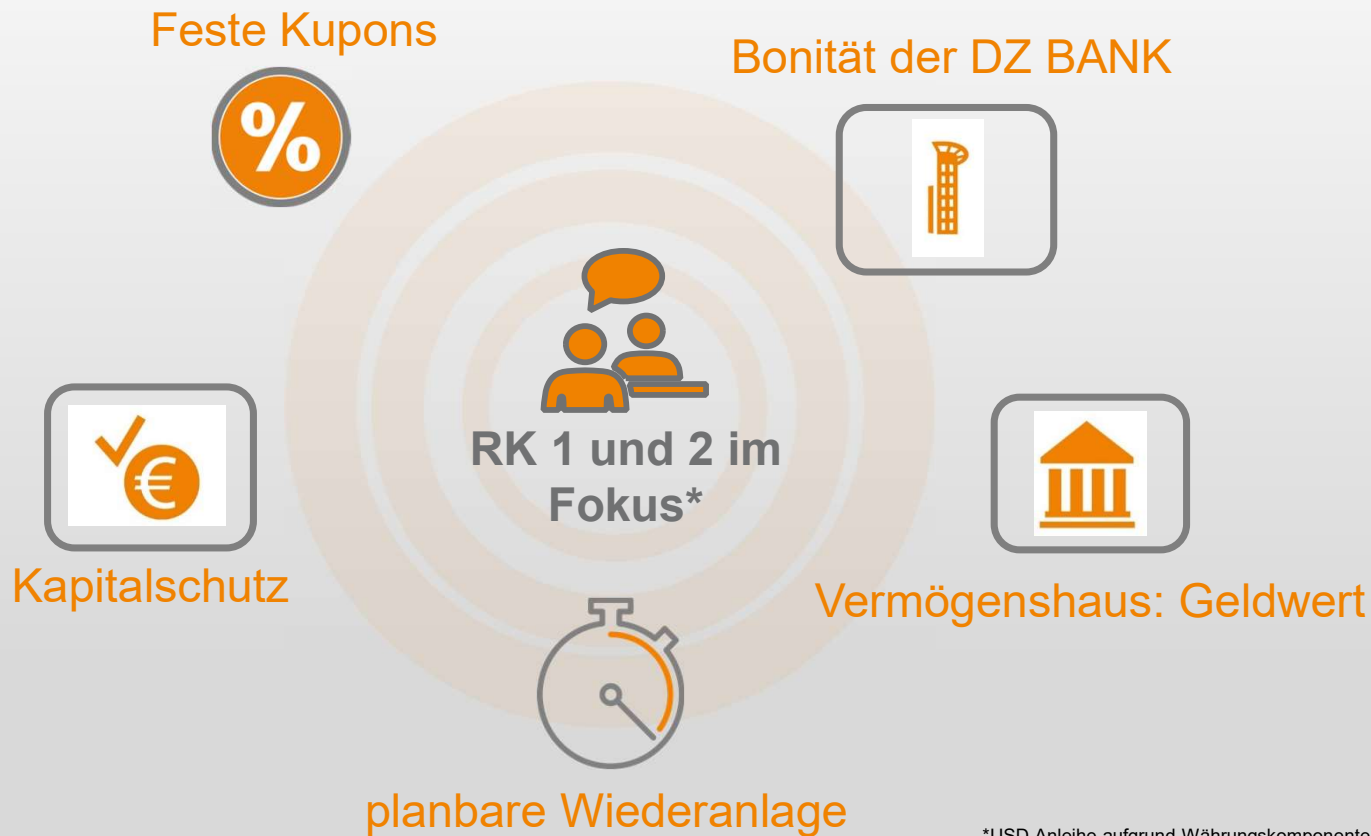 Feste Kupons
Bonität der DZ BANK
%
RK 1 und 2 im
Fokus*
€
Kapitalschutz
Vermögenshaus: Geldwert
planbare Wiederanlage
*USD Anleihe aufgrund Währungskomponente